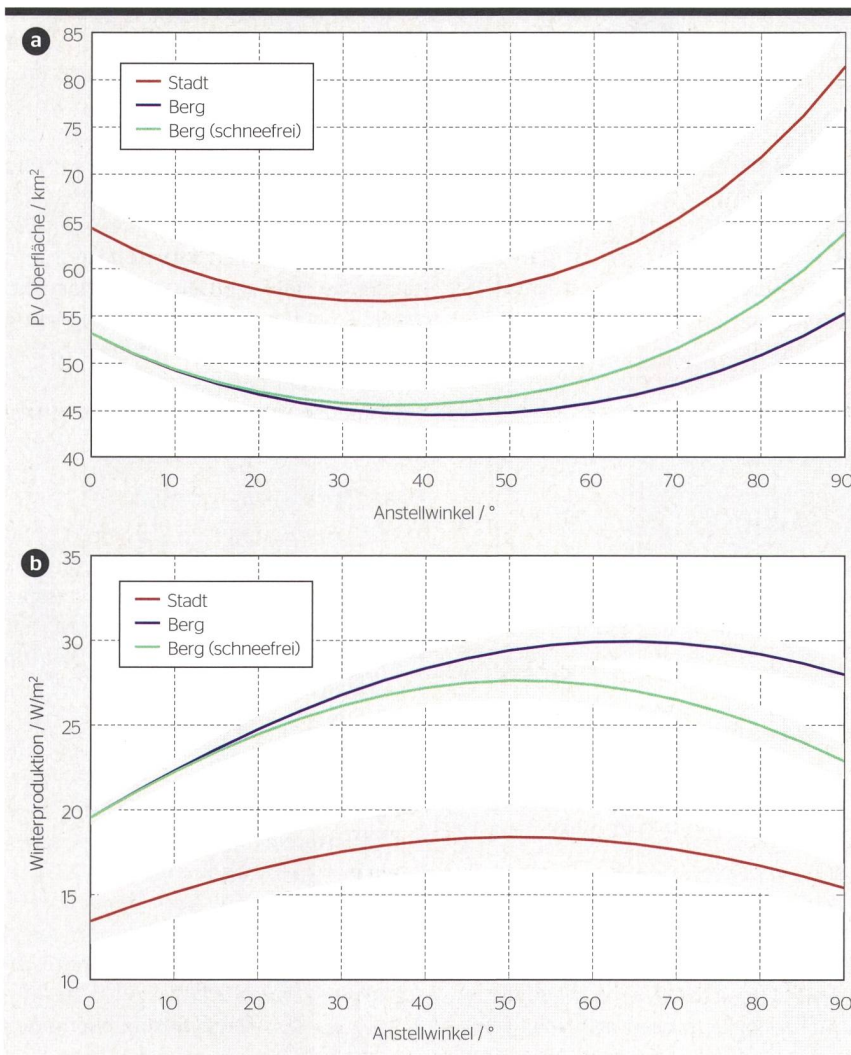 a
85
80
75
70
65
60
55
50
45
40
PV Oberfläche / km²
Stadt
Berg
Berg (schneefrei)
0 10 20 30 40 50 60 70 80 90
Anstellwinkel / °
b
35
30
25
20
15
10
Winterproduktion / W/m²
Stadt
Berg
Berg (schneefrei)
0 10 20 30 40 50 60 70 80 90
Anstellwinkel / °